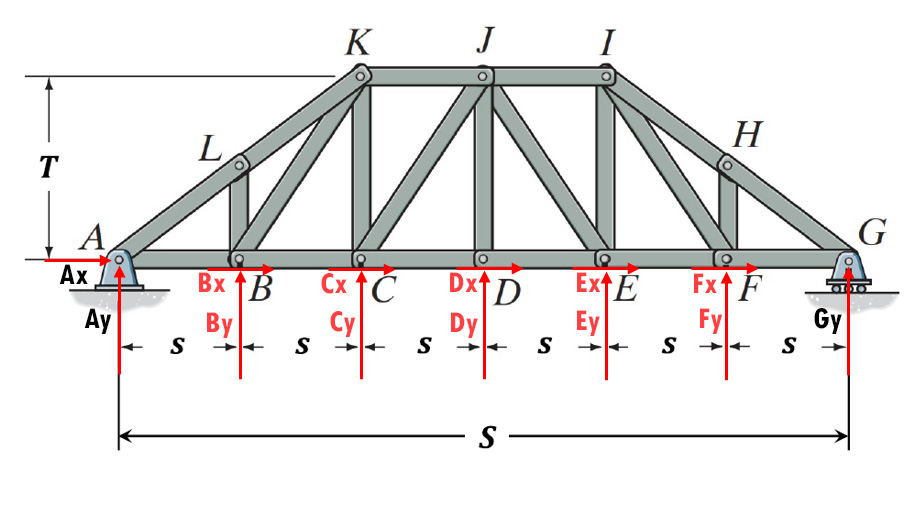 K J I
L H
T
A G
Ax Bx B Cx C Dx D Ex E Fx F
Ay By Cy Dy Ey Fy Gy
s s s s s s
S